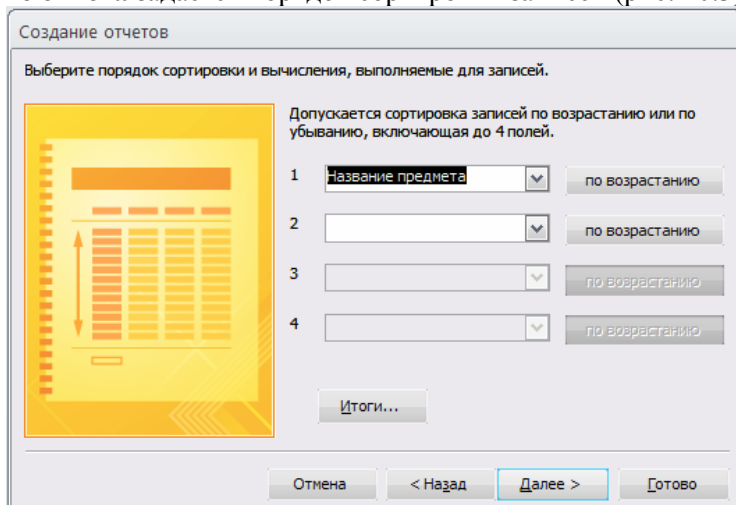 Создание отчетов
Выберите порядок сортировки и вычисления, выполняемые для записей.
Допускается сортировка записей по возрастанию или по
убыванию, включающая до 4 полей.
1 Название предмета по возрастанию
2 по возрастанию
3 по возрастанию
4 по возрастанию
Итоги...
Отмена < Назад Далее > Готово